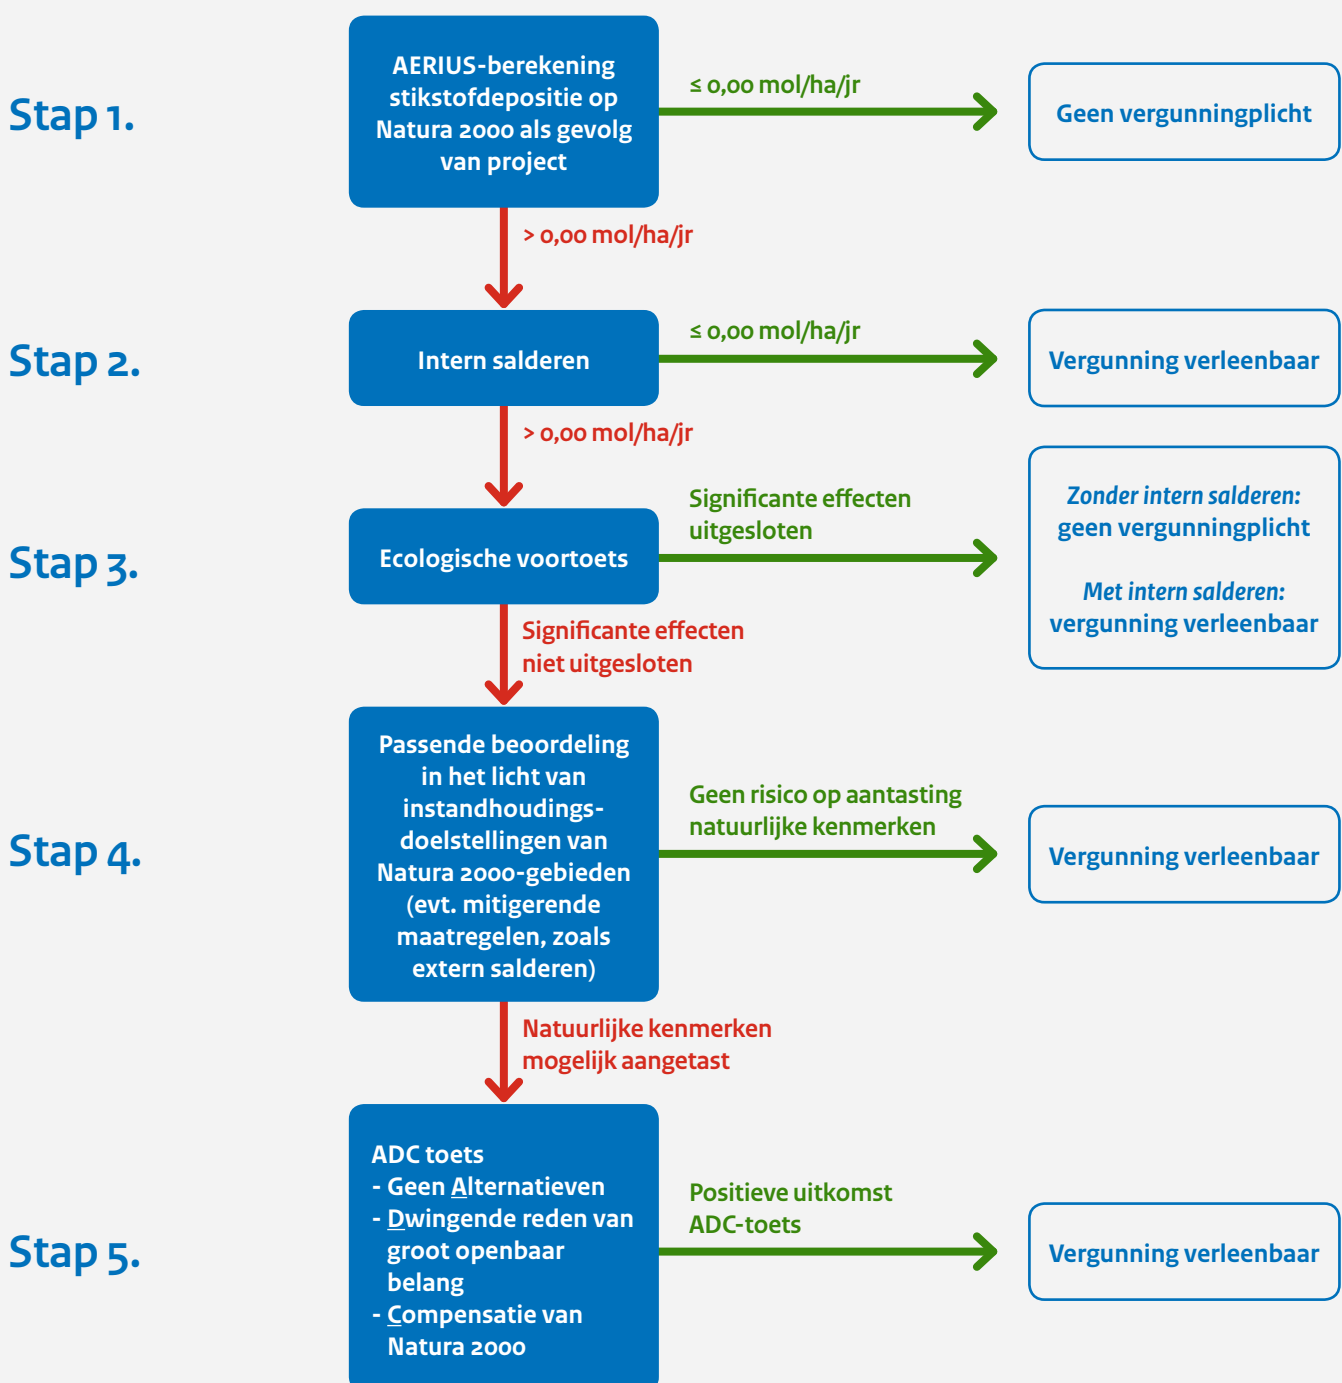 Stap 1.
AERIUS-berekening
stikstofdepositie op
Natura 2000 als gevolg
van project
≤ 0,00 mol/ha/jr
Geen vergunningplicht
> 0,00 mol/ha/jr
Stap 2.
Intern salderen
≤ 0,00 mol/ha/jr
Vergunning verleenbaar
> 0,00 mol/ha/jr
Stap 3.
Ecologische voortoets
Significante effecten
uitgesloten
Zonder intern salderen:
geen vergunningplicht
Met intern salderen:
vergunning verleenbaar
Significante effecten
niet uitgesloten
Stap 4.
Passende beoordeling
in het licht van
instandhoudings-
doelstellingen van
Natura 2000-gebieden
(evt. mitigerende
maatregelen, zoals
extern salderen)
Geen risico op aantasting
natuurlijke kenmerken
Vergunning verleenbaar
Natuurlijke kenmerken
mogelijk aangetast
Stap 5.
ADC toets
- Geen Alternatieven
- Dwingende reden van
groot openbaar
belang
- Compensatie van
Natura 2000
Positieve uitkomst
ADC-toets
Vergunning verleenbaar